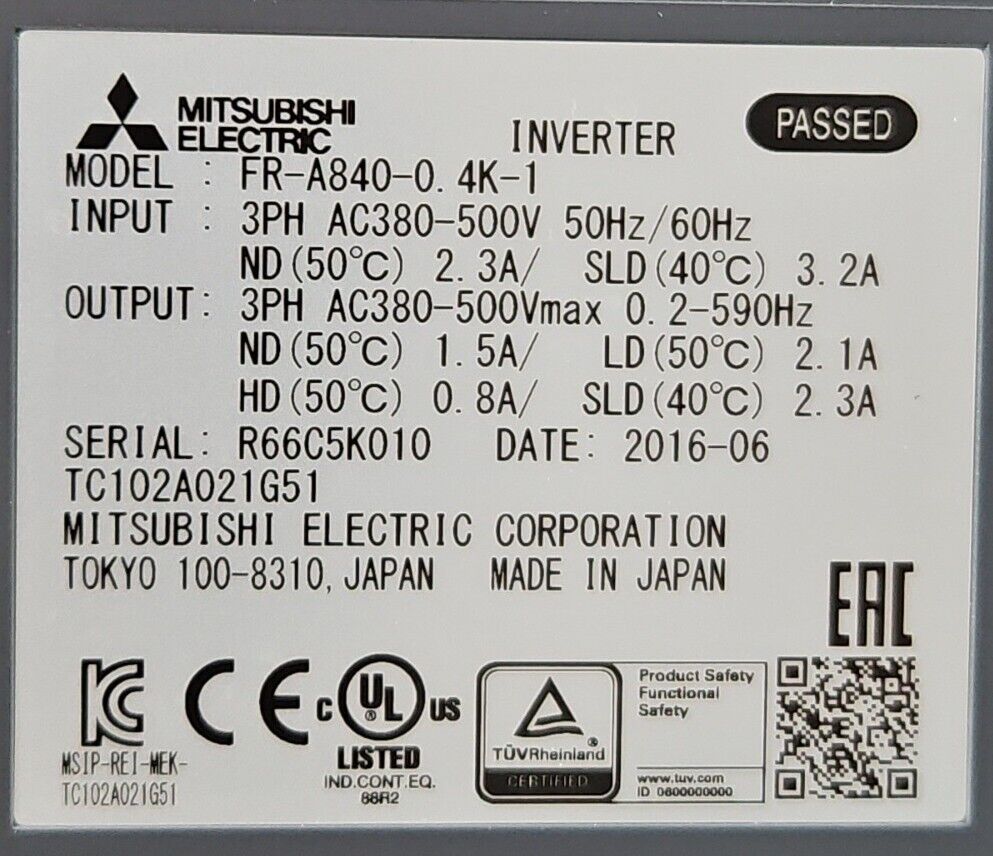 MITSUBISHI
ELECTRIC
INVERTER
PASSED
MODEL : FR-A840-0.4K-1
INPUT : 3PH AC380-500V 50Hz/60Hz
ND(50℃) 2.3A/ SLD(40℃) 3.2A
OUTPUT: 3PH AC380-500Vmax 0.2-590Hz
ND(50℃) 1.5A/ LD(50℃) 2.1A
HD(50℃) 0.8A/ SLD(40℃) 2.3A
SERIAL: R66C5K010 DATE: 2016-06
TC102A021G51
MITSUBISHI ELECTRIC CORPORATION
TOKYO 100-8310, JAPAN MADE IN JAPAN
EAC
KC
CE
C UL ® US
LISTED
IND.CONT.EQ.
88R2
MSIP-REI-MEK-
TC102A021G51
TÜVRheinland ®
CERTIFIED
Product Safety
Functional
Safety
www.tuv.com
ID 0600000000